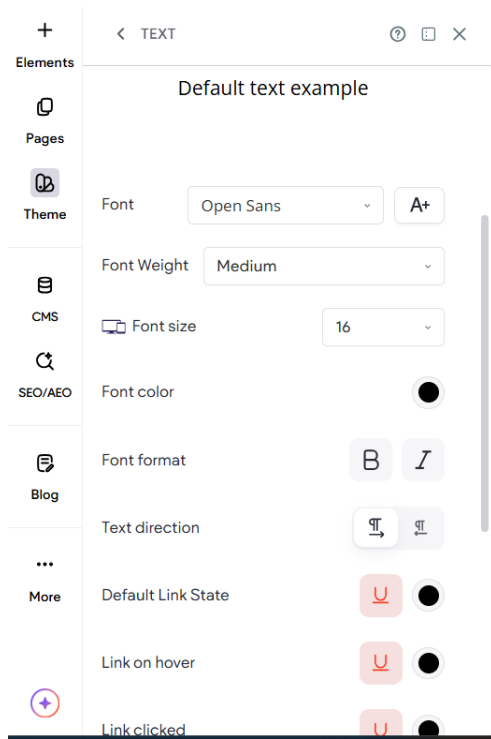 TEXT
Elements
Default text example
Pages
Theme
Font
Open Sans
A+
Font Weight
Medium
CMS
Font size
16
SEO/AEO
Font color
Font format
B I
Blog
Text direction
More
Default Link State
U
Link on hover
U
Link clicked
U